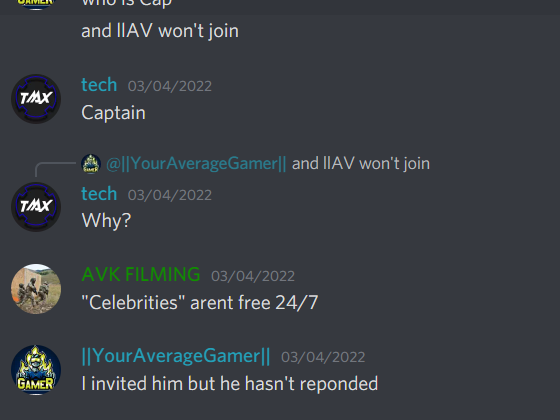 GAMER
who is Cap
and llAV won't join
TMX
tech 03/04/2022
Captain
@||YourAverageGamer|| and llAV won't join
TMX
tech 03/04/2022
Why?
AVK FILMING 03/04/2022
"Celebrities" arent free 24/7
||YourAverageGamer|| 03/04/2022
GAMER
I invited him but he hasn't reponded